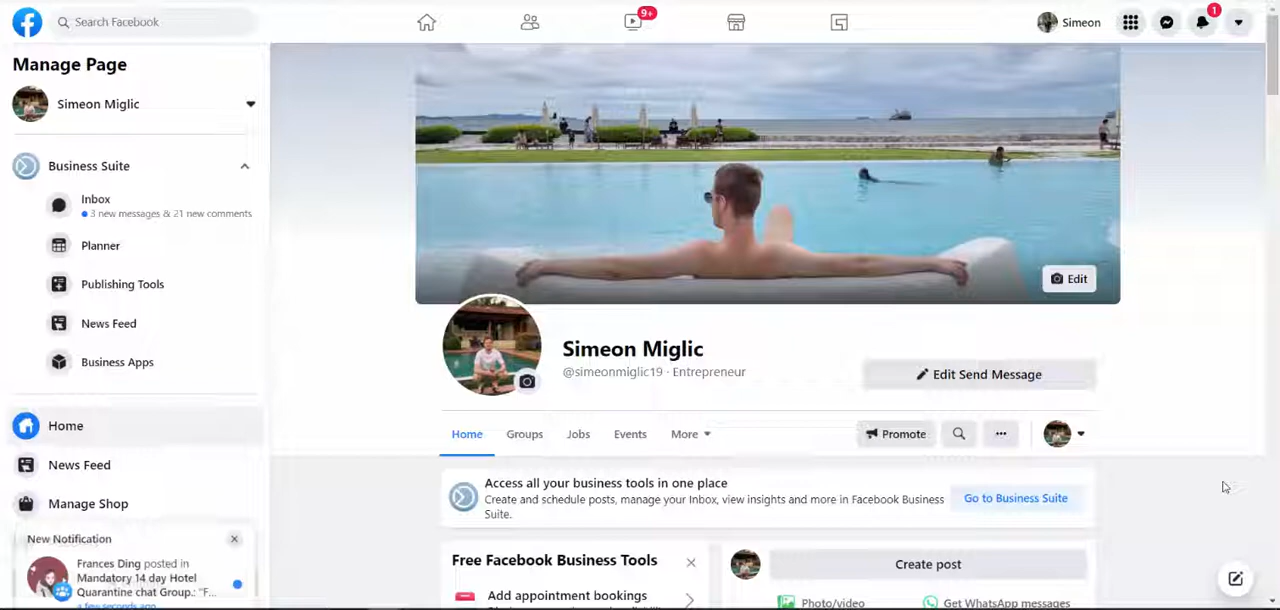 Search Facebook
9+
Simeon
1
Manage Page
Simeon Miglic
Business Suite
Inbox
3 new messages & 21 new comments
Planner
Publishing Tools
News Feed
Business Apps
Home
News Feed
Manage Shop
New Notification
Frances Ding posted in
Mandatory 14 day Hotel
Quarantine chat Group.: "F...
a few seconds ago
Edit
Simeon Miglic
@simeonmiglic19 · Entrepreneur
Edit Send Message
Home Groups Jobs Events More
Promote
Access all your business tools in one place
Create and schedule posts, manage your Inbox, view insights and more in Facebook Business
Suite.
Go to Business Suite
Free Facebook Business Tools
Add appointment bookings
Create post
Photo/video
Get WhatsApp messages